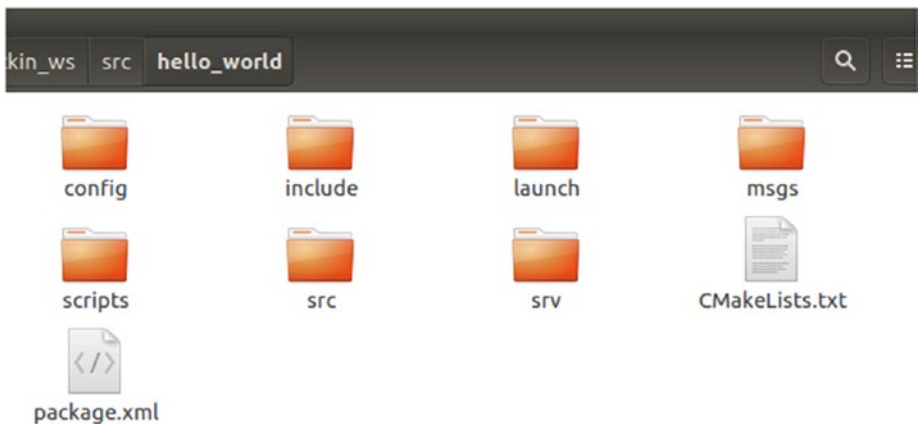 kin_ws src hello_world
config include launch msgs
scripts src srv CMakeLists.txt
package.xml